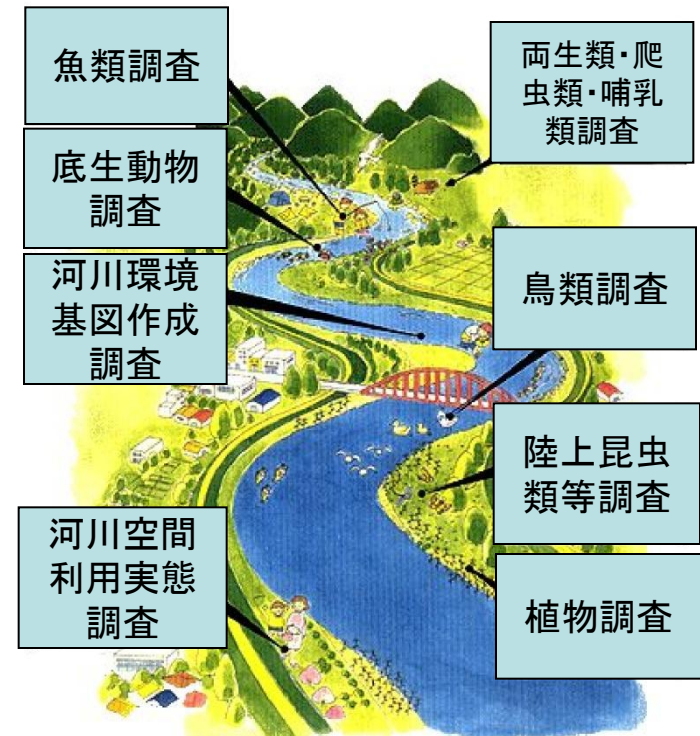 魚類調査
底生動物
調査
河川環境
基図作成
調査
河川空間
利用実態
調査
両生類・爬
虫類・哺乳
類調査
鳥類調査
陸上昆虫
類等調査
植物調査